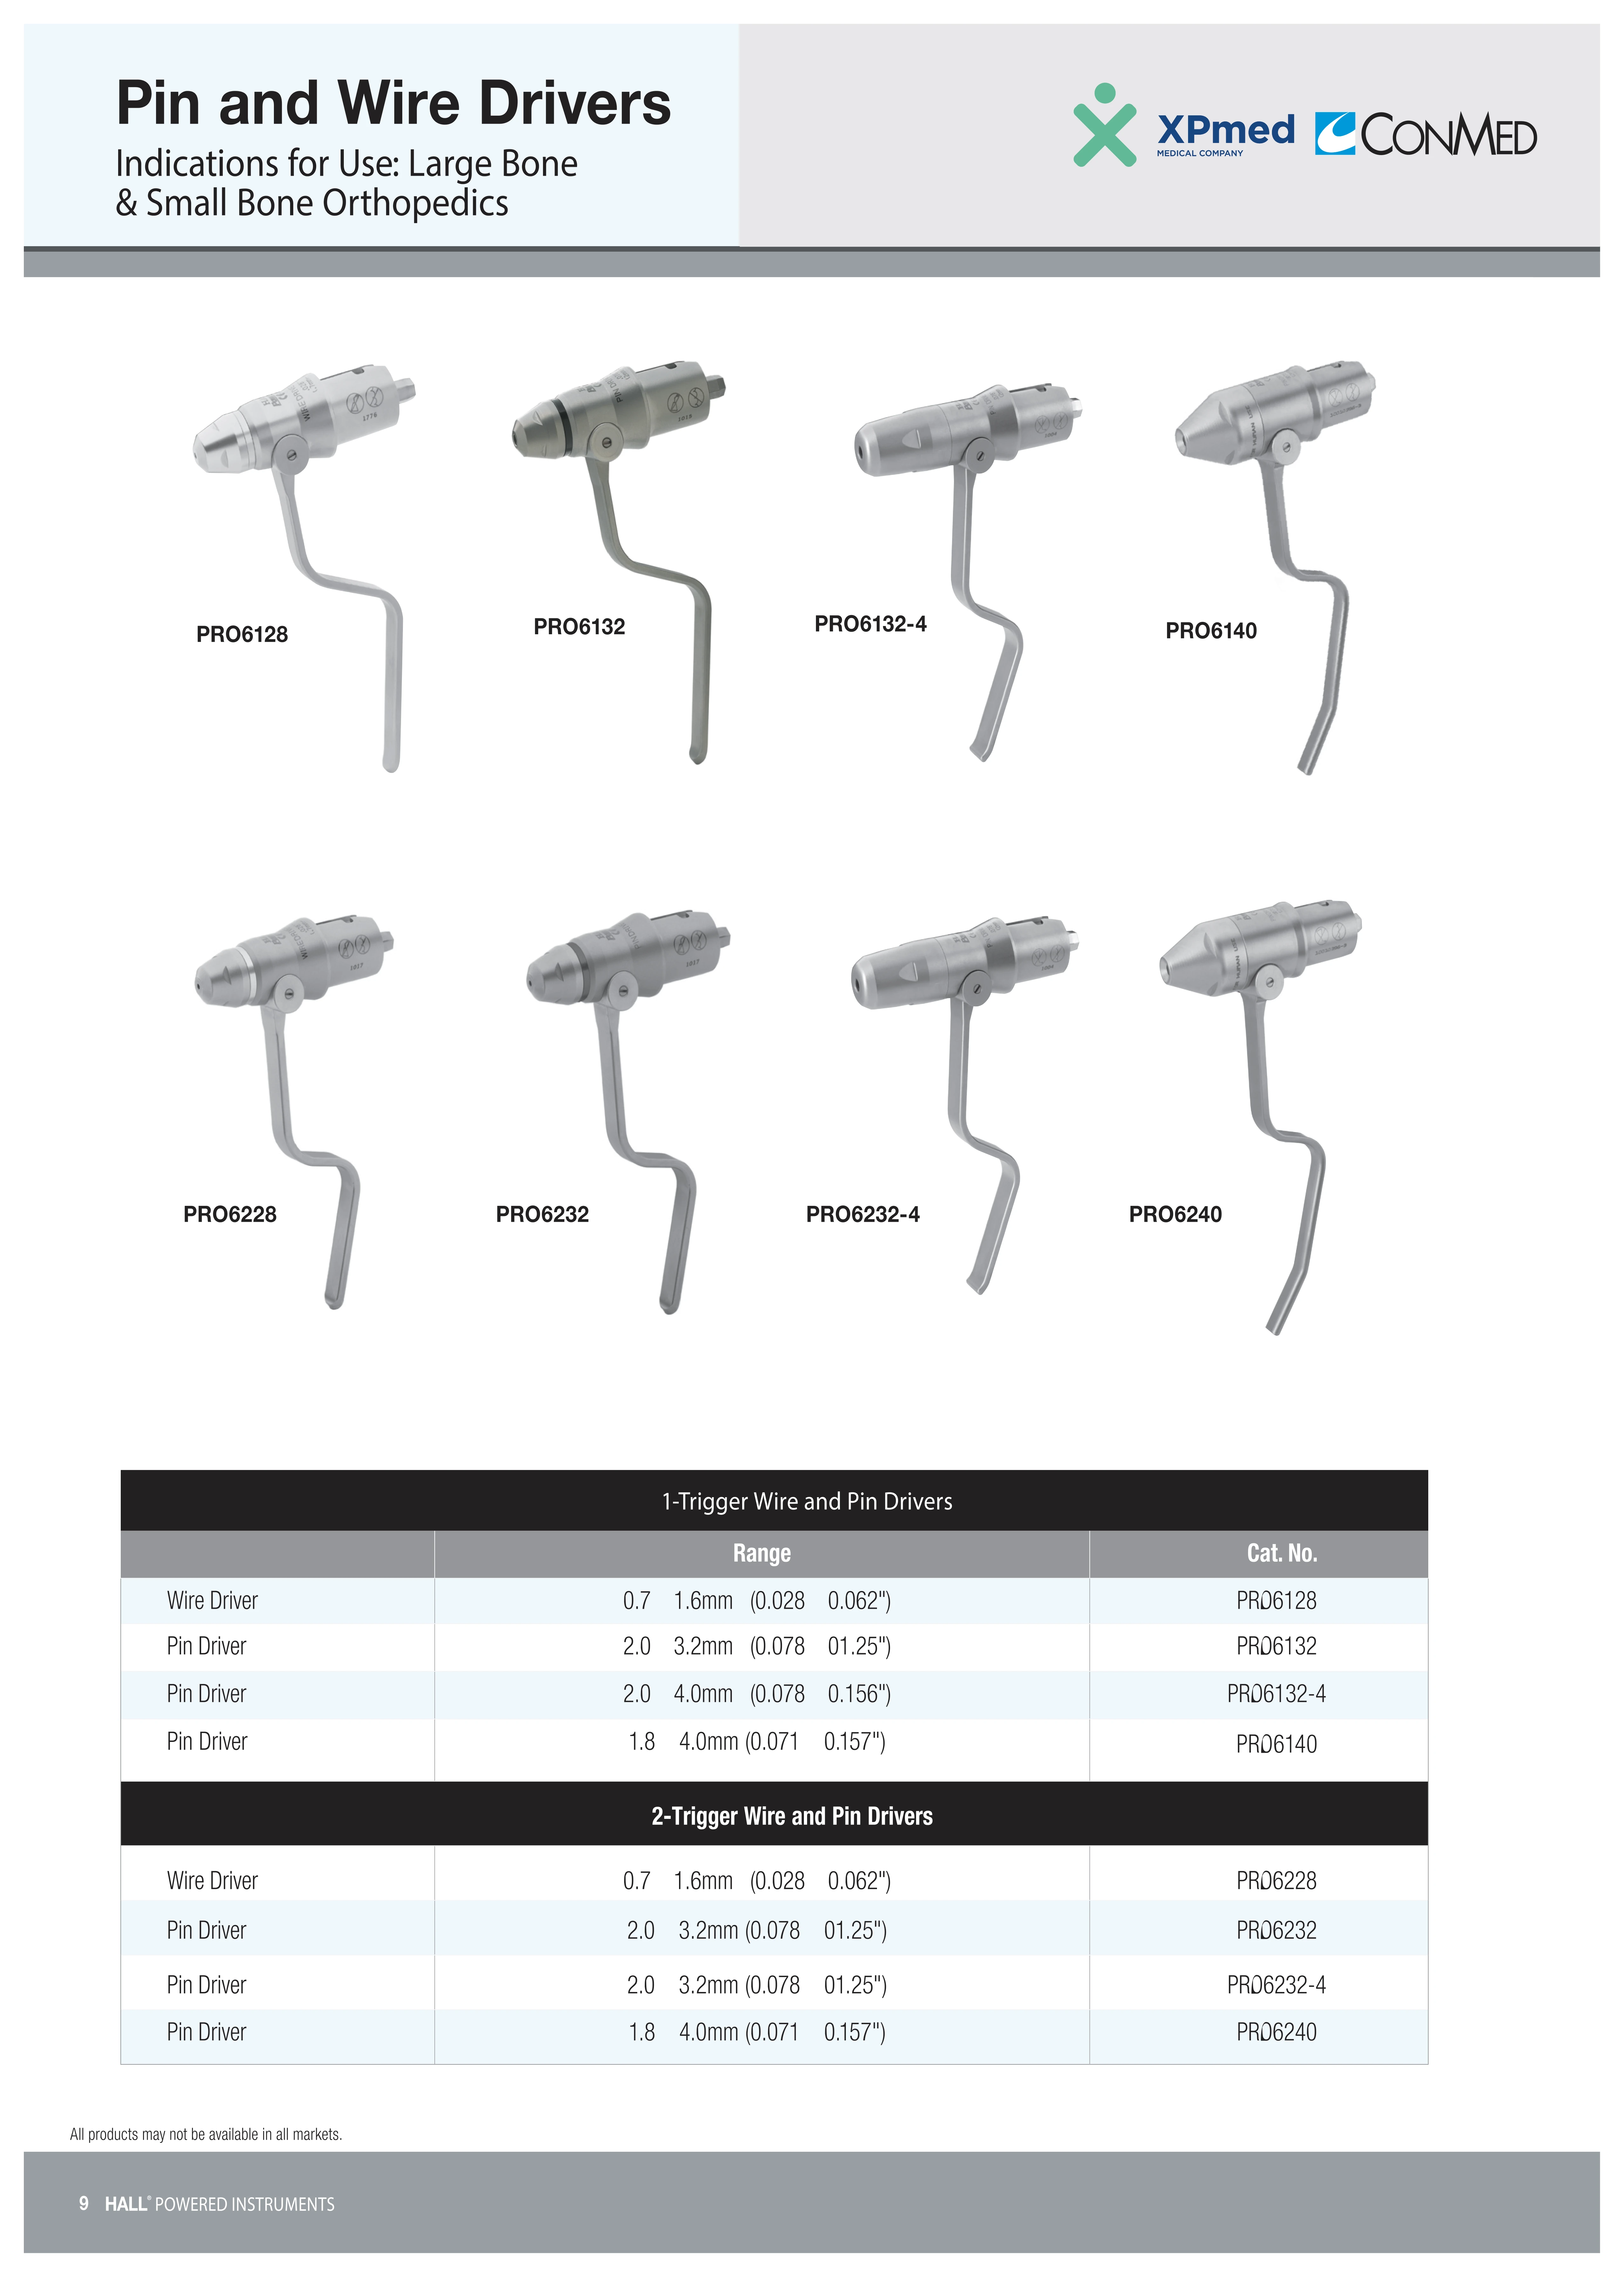 Pin and Wire Drivers
Indications for Use: Large Bone
& Small Bone Orthopedics
XPmed
MEDICAL COMPANY
CONMED
PRO6128
PRO6132
PRO6132-4
PRO6140
PRO6228
PRO6232
PRO6232-4
PRO6240
1-Trigger Wire and Pin Drivers
Range Cat. No.
Wire Driver 0.7 1.6mm (0.028 0.062") PRO6128
Pin Driver 2.0 3.2mm (0.078 01.25") PRO6132
Pin Driver 2.0 4.0mm (0.078 0.156") PRO6132-4
Pin Driver 1.8 4.0mm (0.071 0.157") PRO6140
2-Trigger Wire and Pin Drivers
Wire Driver 0.7 1.6mm (0.028 0.062") PRO6228
Pin Driver 2.0 3.2mm (0.078 01.25") PRO6232
Pin Driver 2.0 3.2mm (0.078 01.25") PRO6232-4
Pin Driver 1.8 4.0mm (0.071 0.157") PRO6240
All products may not be available in all markets.
9 HALL® POWERED INSTRUMENTS